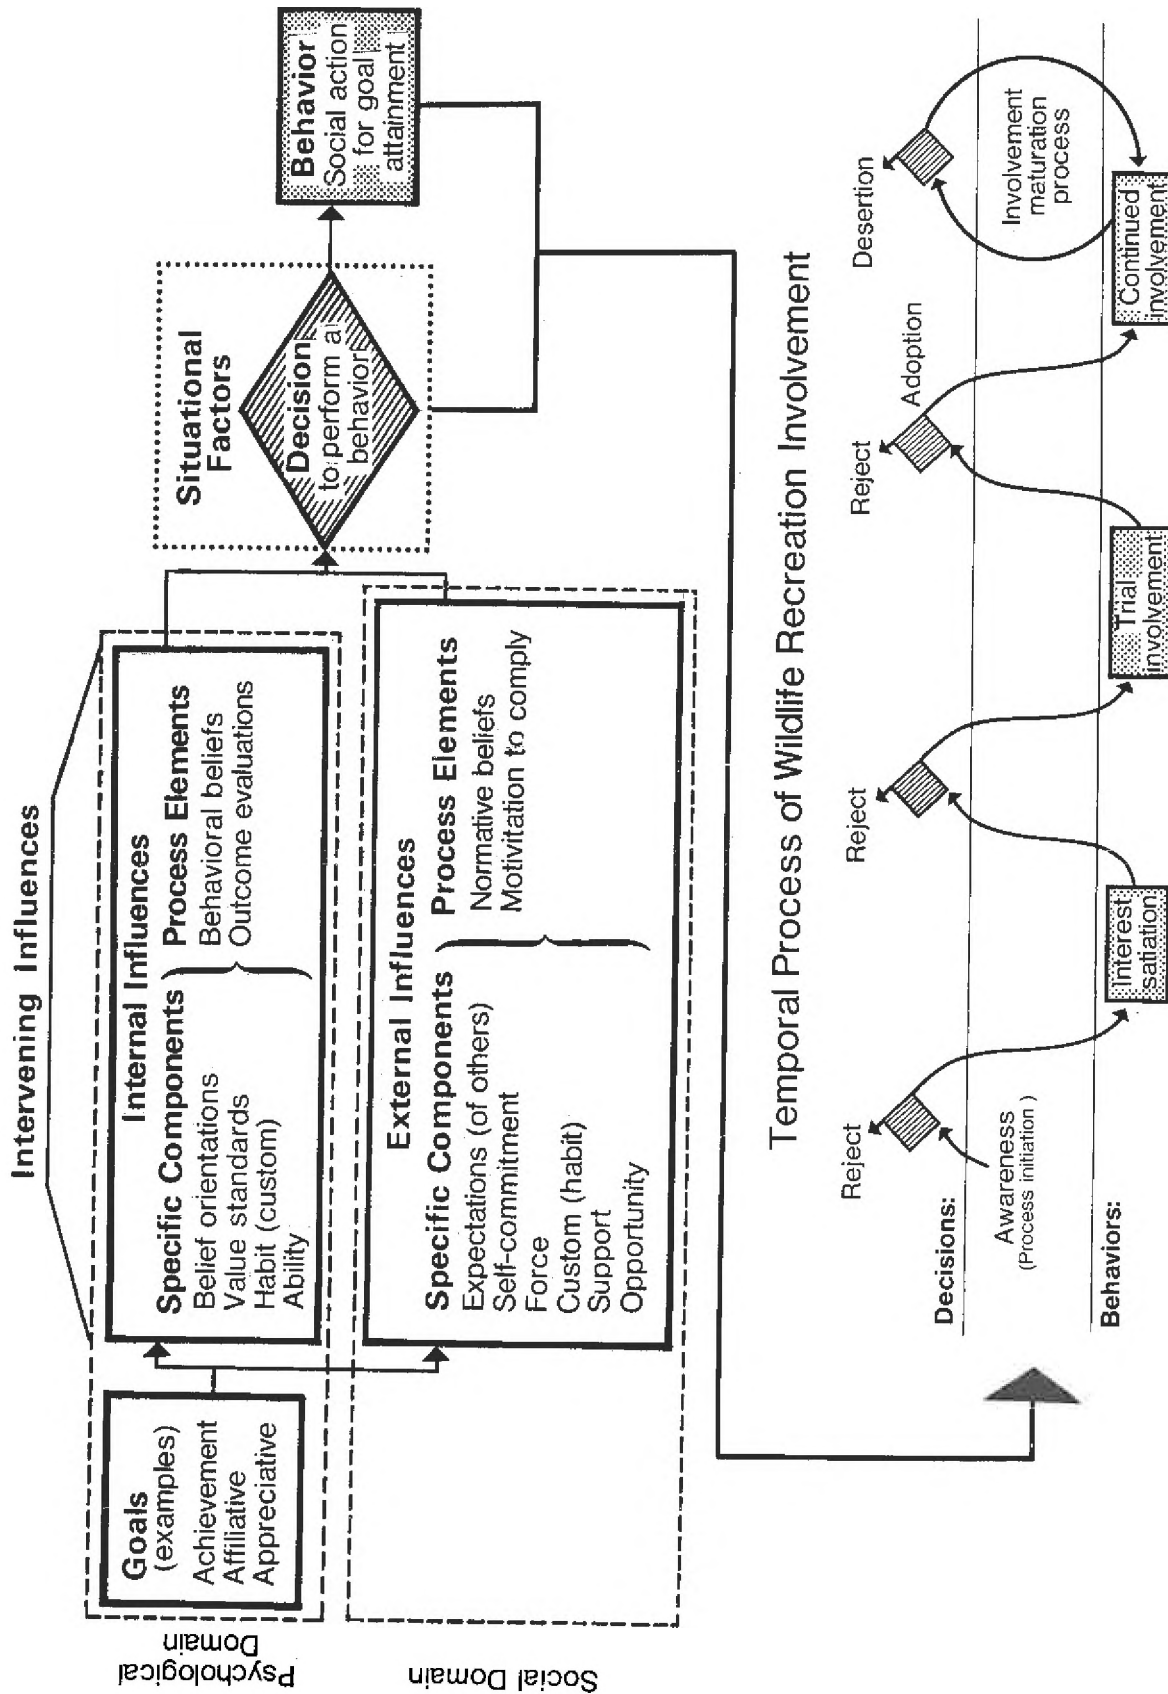 Intervening Influences
Psychological
Domain
Goals
(examples)
Achievement
Affiliative
Appreciative
Internal Influences
Specific Components
Belief orientations
Value standards
Habit (custom)
Ability
Process Elements
Behavioral beliefs
Outcome evaluations
Social Domain
External Influences
Specific Components
Expectations (of others)
Self-commitment
Force
Custom (habit)
Support
Opportunity
Process Elements
Normative beliefs
Motivitation to comply
Situational
Factors
Decision
to perform a
behavior
Behavior
Social action
for goal
attainment
Temporal Process of Wildlife Recreation Involvement
Reject
Reject
Reject
Adoption
Desertion
Decisions:
Awareness
(Process initiation )
Involvement
maturation
process
Behaviors:
Interest
satiation
Trial
involvement
Continued
involvement